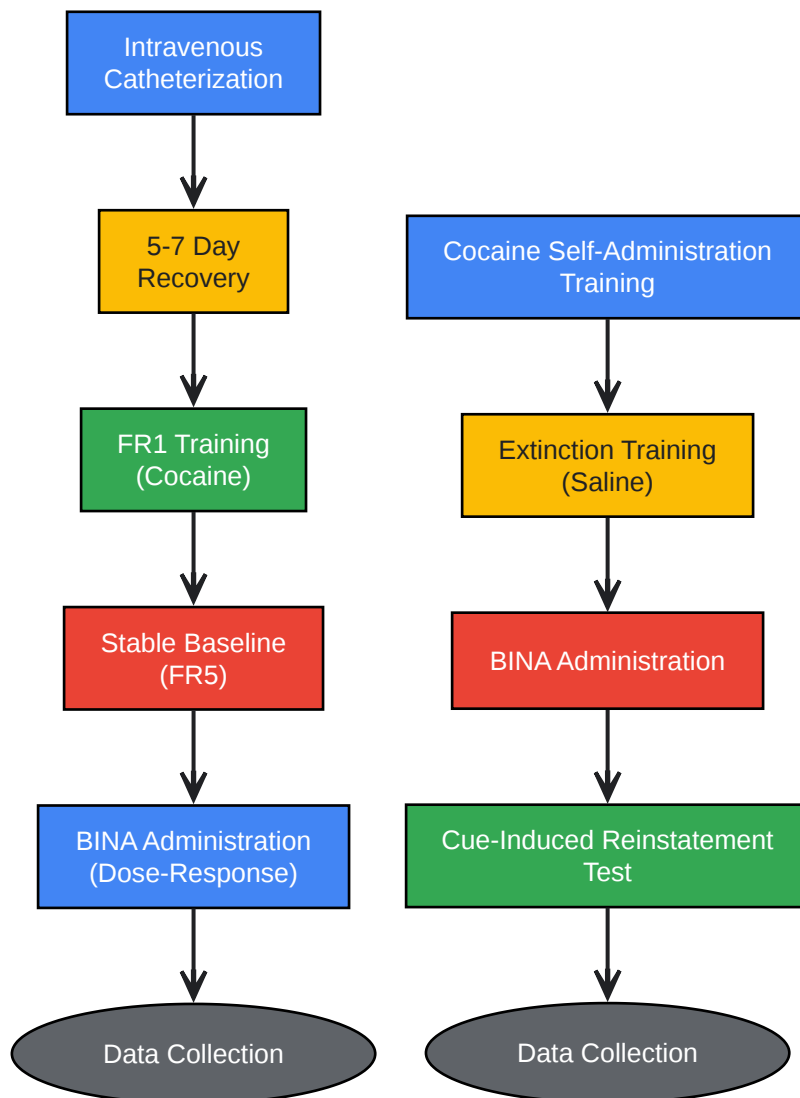 Intravenous
Catheterization
5-7 Day
Recovery
FR1 Training
(Cocaine)
Stable Baseline
(FR5)
BINA Administration
(Dose-Response)
Data Collection
Cocaine Self-Administration
Training
Extinction Training
(Saline)
BINA Administration
Cue-Induced Reinstatement
Test
Data Collection